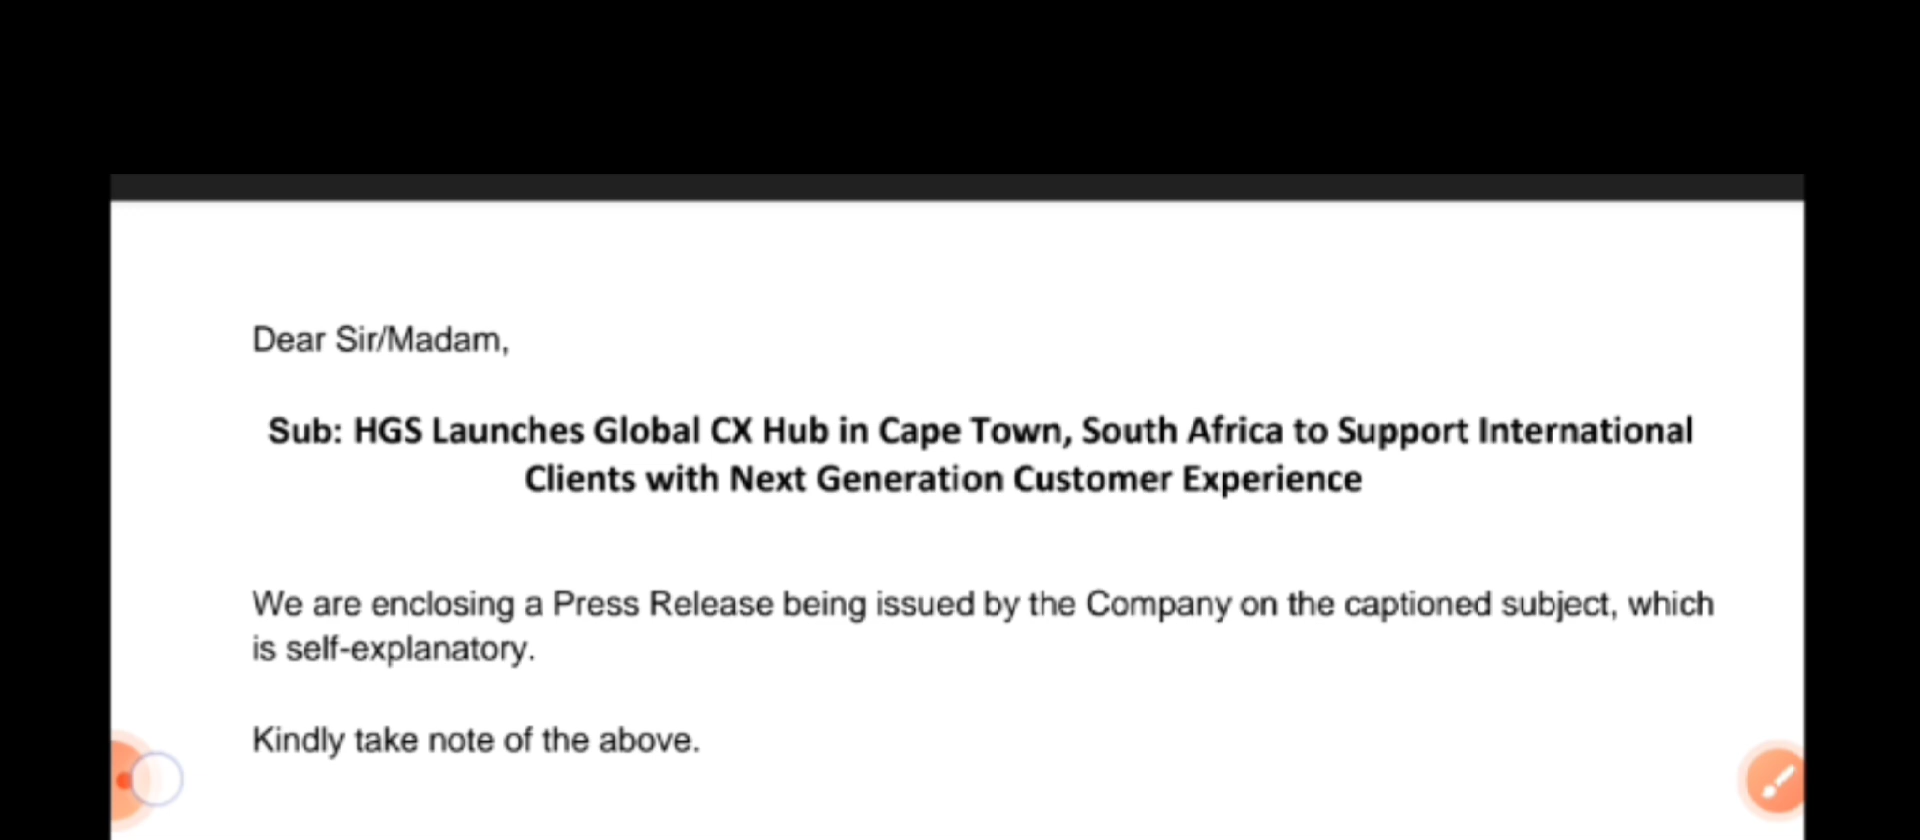 Dear Sir/Madam,
Sub: HGS Launches Global CX Hub in Cape Town, South Africa to Support International
Clients with Next Generation Customer Experience
We are enclosing a Press Release being issued by the Company on the captioned subject, which
is self-explanatory.
Kindly take note of the above.